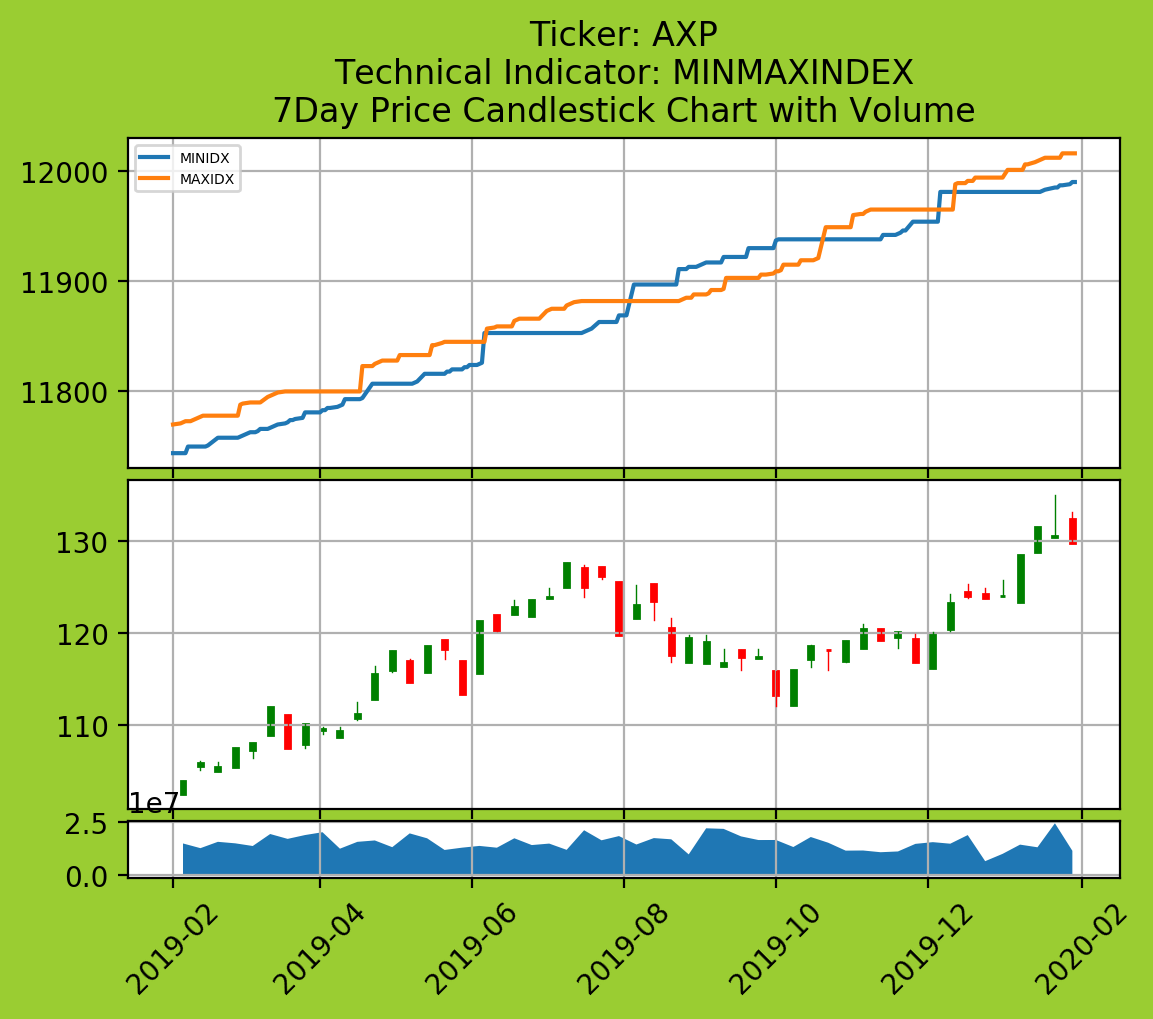 Ticker: AXP
Technical Indicator: MINMAXINDEX
7Day Price Candlestick Chart with Volume
MINIDX
MAXIDX
12000
11900
11800
130
120
110
1e7
2.5
0.0
2019-02
2019-04
2019-06
2019-08
2019-10
2019-12
2020-02